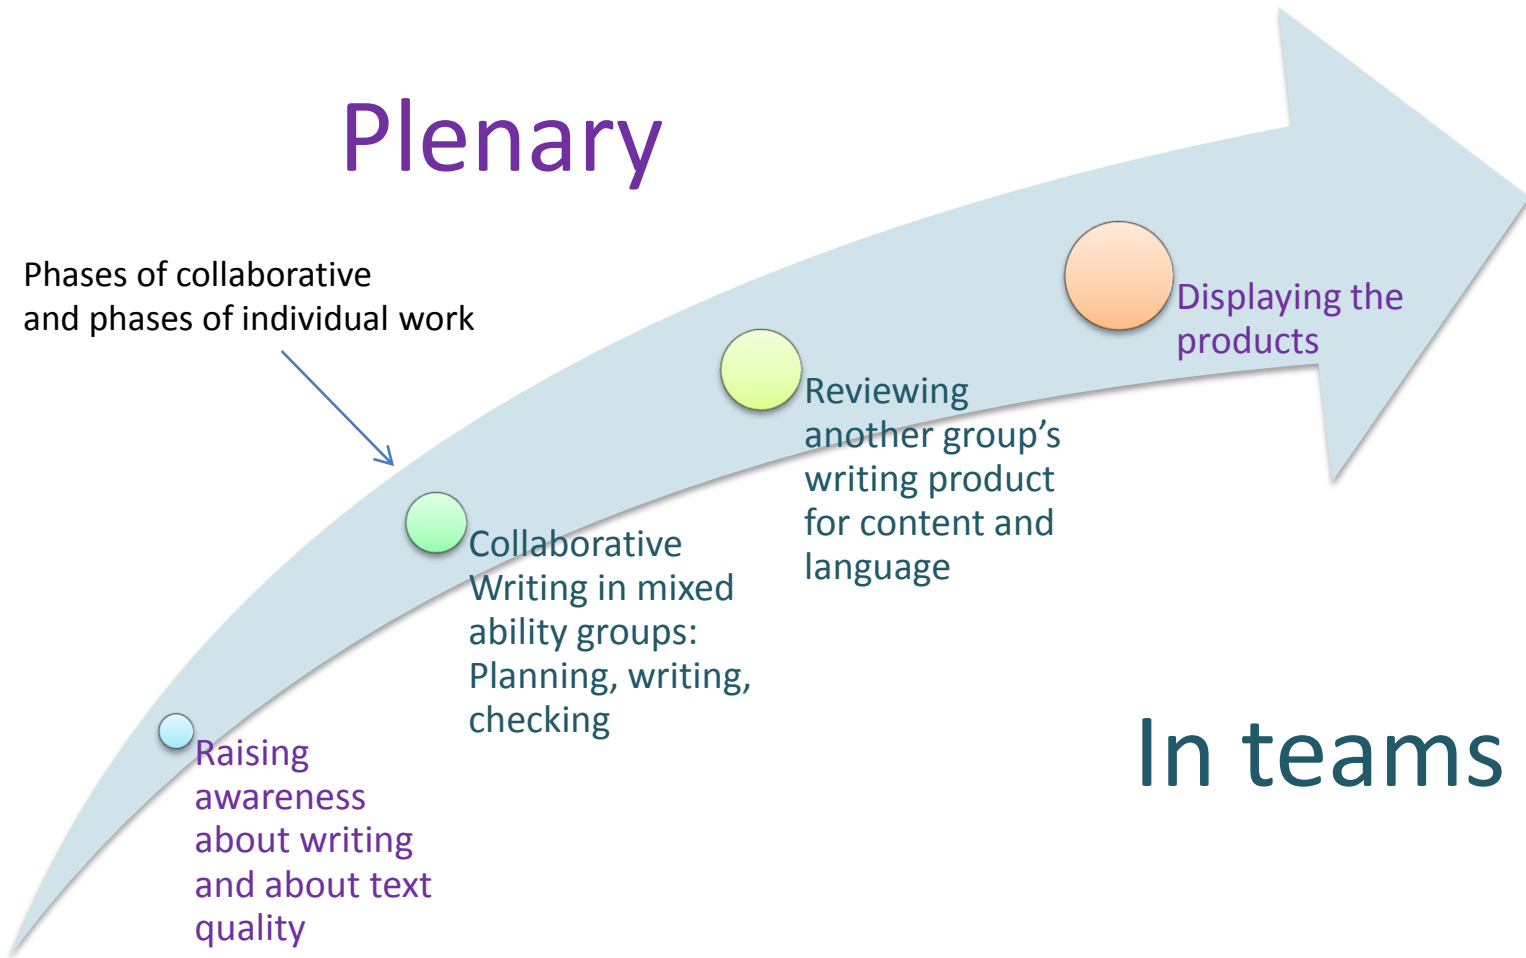 Plenary
Phases of collaborative
and phases of individual work
Displaying the
products
Reviewing
another group's
writing product
for content and
language
Collaborative
Writing in mixed
ability groups:
Planning, writing,
checking
In teams
Raising
awareness
about writing
and about text
quality